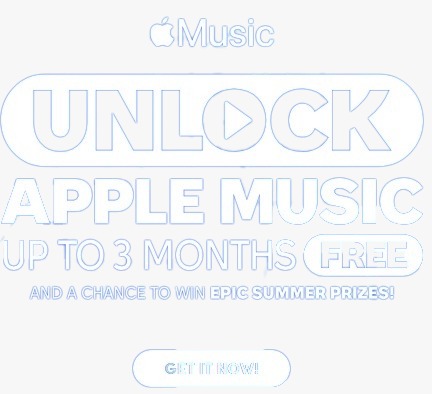 Music
UNLOCK
APPLE MUSIC
UP TO 3 MONTHS FREE
AND A CHANCE TO WIN EPIC SUMMER PRIZES!
GET IT NOW!